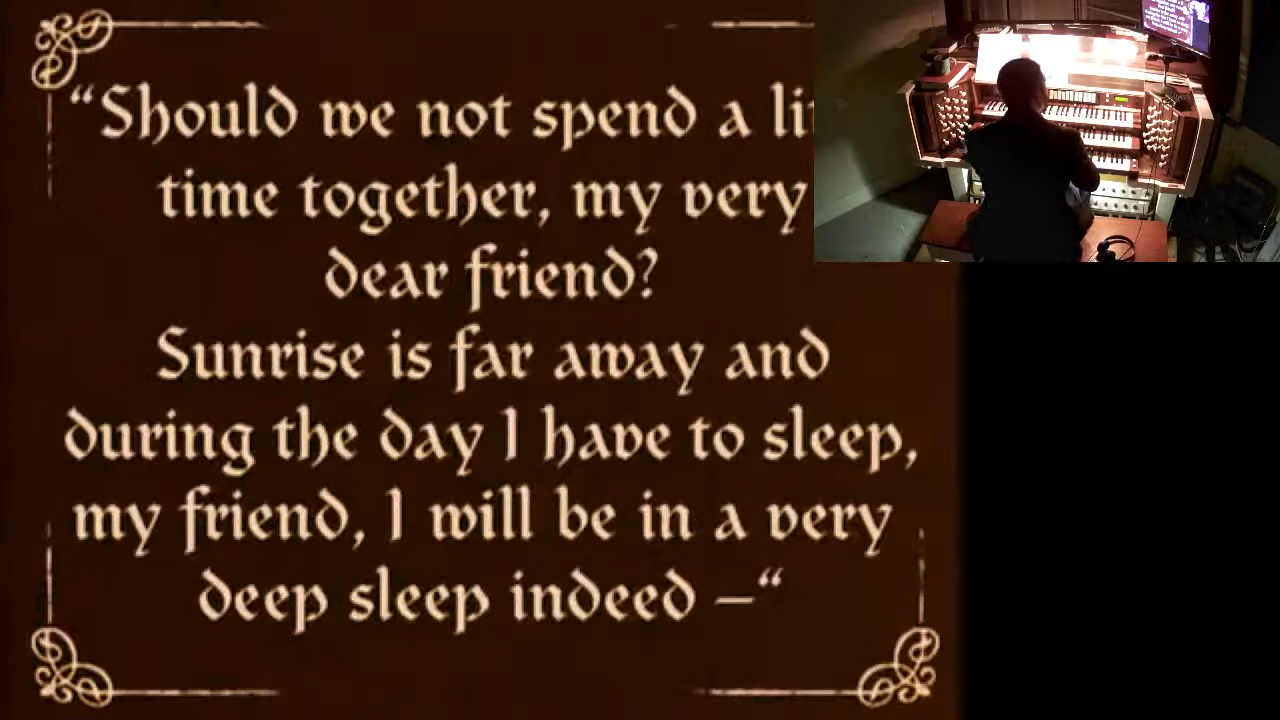 “Should we not spend a
time together, my very
dear friend?
Sunrise is far away and
during the day I have to sleep,
my friend, I will be in a very
deep sleep indeed –“